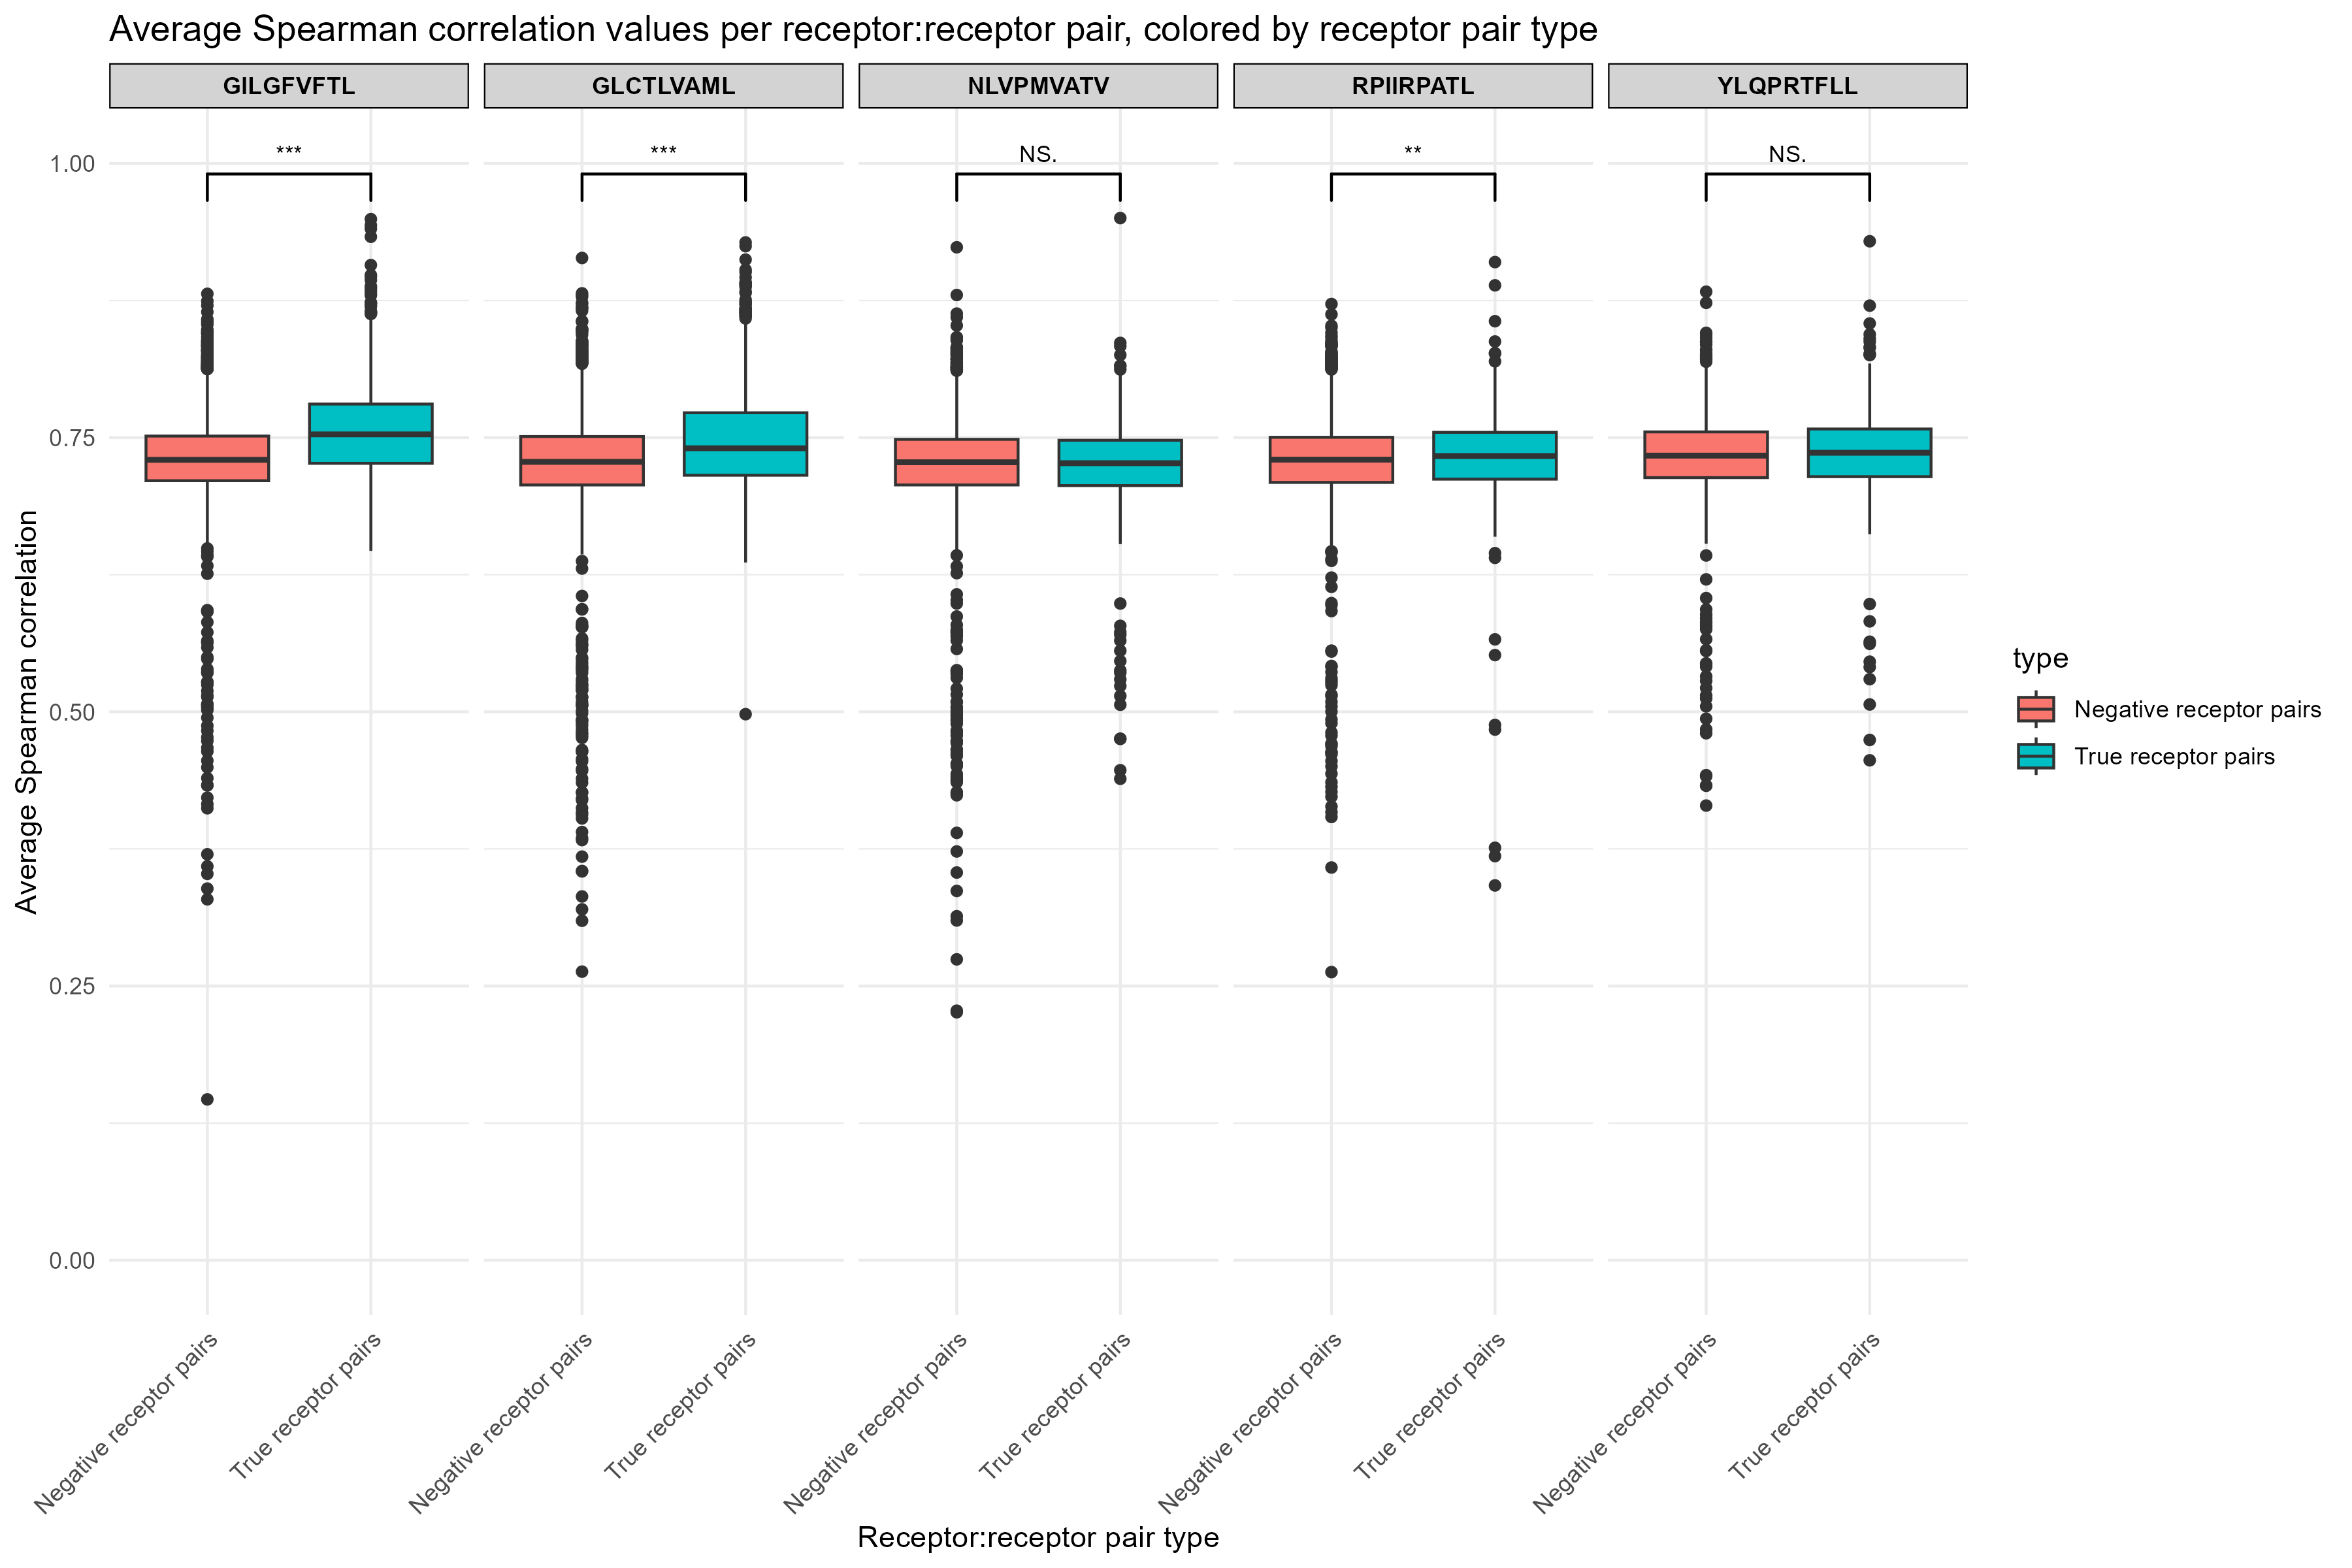 Average Spearman correlation values per receptor:receptor pair, colored by receptor pair type
GILGFVFTL
GLCTLVAML
NLVPMVATV
RPIIRPATL
YLQPRTFLL
***
***
NS.
**
NS.
1.00
0.75
0.50
0.25
0.00
Average Spearman correlation
Negative receptor pairs
True receptor pairs
Negative receptor pairs
True receptor pairs
Negative receptor pairs
True receptor pairs
Negative receptor pairs
True receptor pairs
Negative receptor pairs
True receptor pairs
Receptor:receptor pair type
type
Negative receptor pairs
True receptor pairs